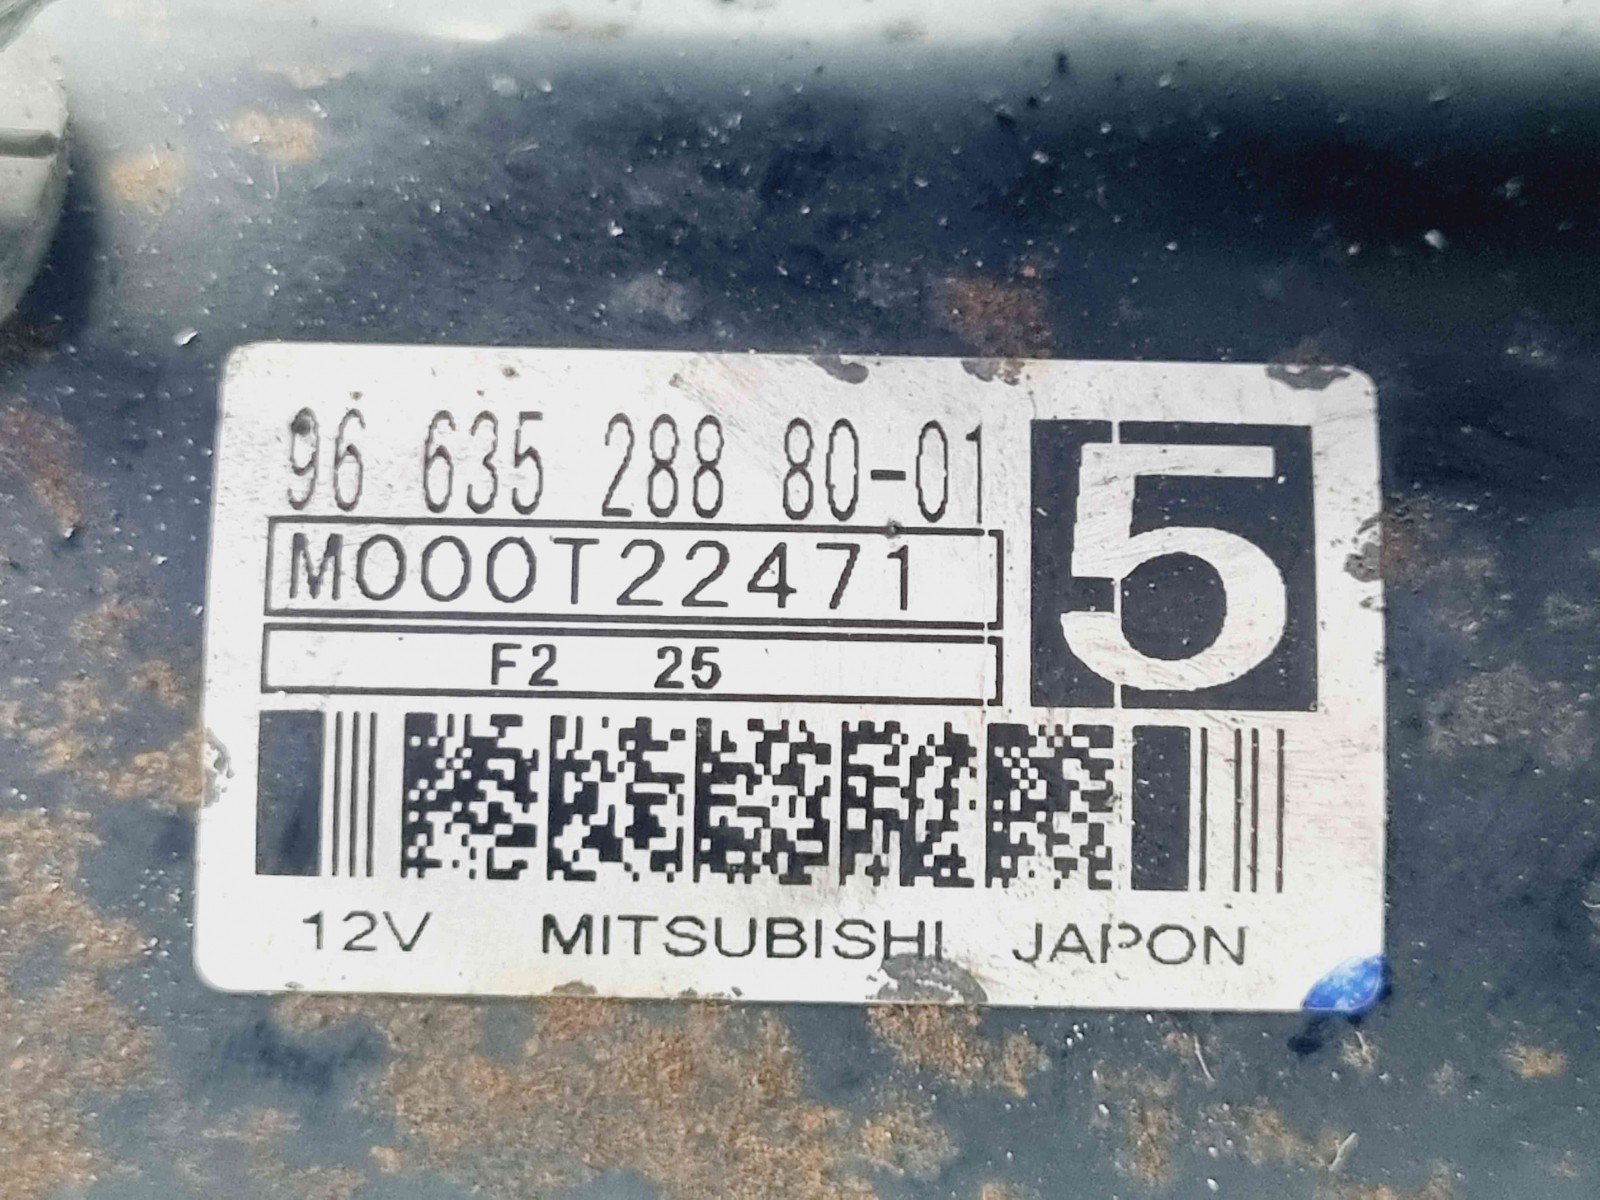 96 635 288 80-01
5
M000T22471
F2 25
12V MITSUBISHI JAPON